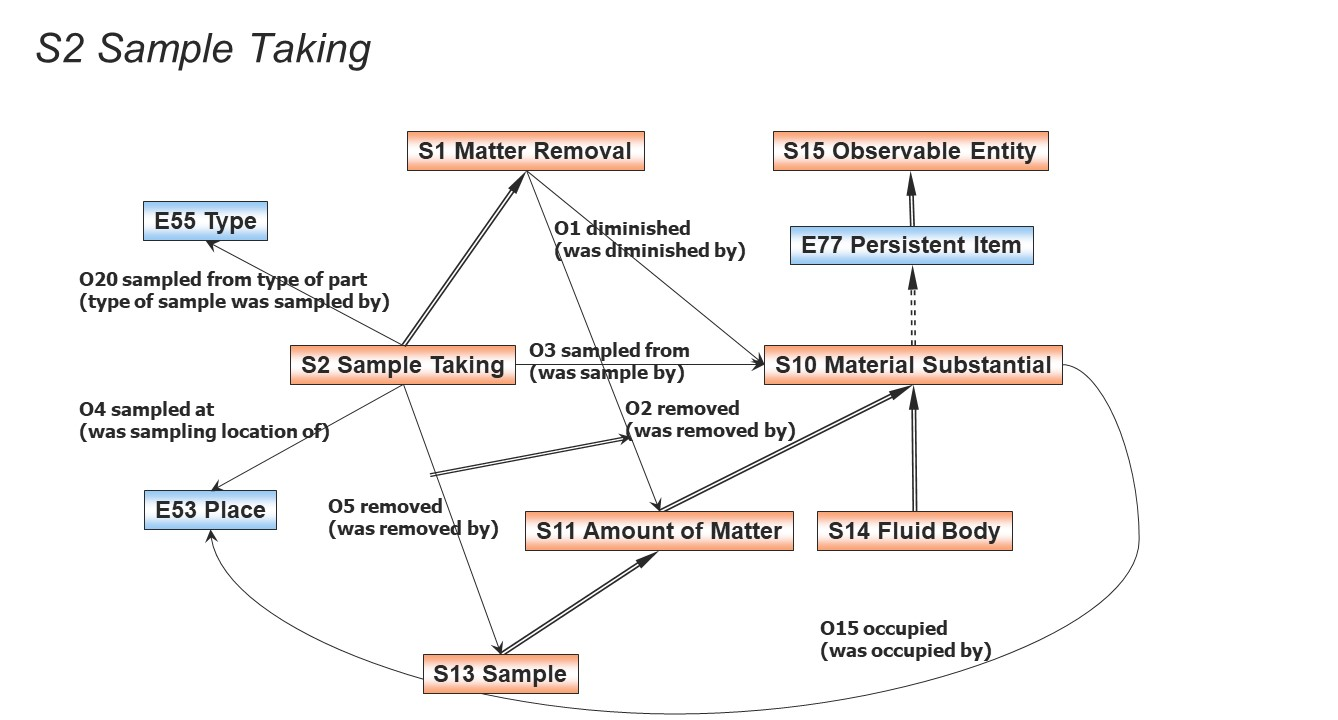 S2 Sample Taking
S1 Matter Removal
S15 Observable Entity
E55 Type
O1 diminished
(was diminished by)
E77 Persistent Item
O20 sampled from type of part
(type of sample was sampled by)
S2 Sample Taking
O3 sampled from
(was sample by)
S10 Material Substantial
O4 sampled at
(was sampling location of)
O2 removed
(was removed by)
E53 Place
O5 removed
(was removed by)
S11 Amount of Matter
S14 Fluid Body
O15 occupied
(was occupied by)
S13 Sample